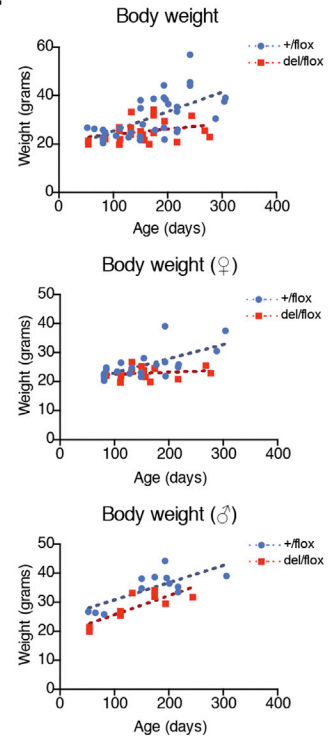 Body weight
60
40
20
0
Weight (grams)
+/flox
del/flox
0 100 200 300 400
Age (days)
Body weight (♀)
50
40
30
20
10
0
Weight (grams)
+/flox
del/flox
0 100 200 300 400
Age (days)
Body weight (♂)
50
40
30
20
10
0
Weight (grams)
+/flox
del/flox
0 100 200 300 400
Age (days)